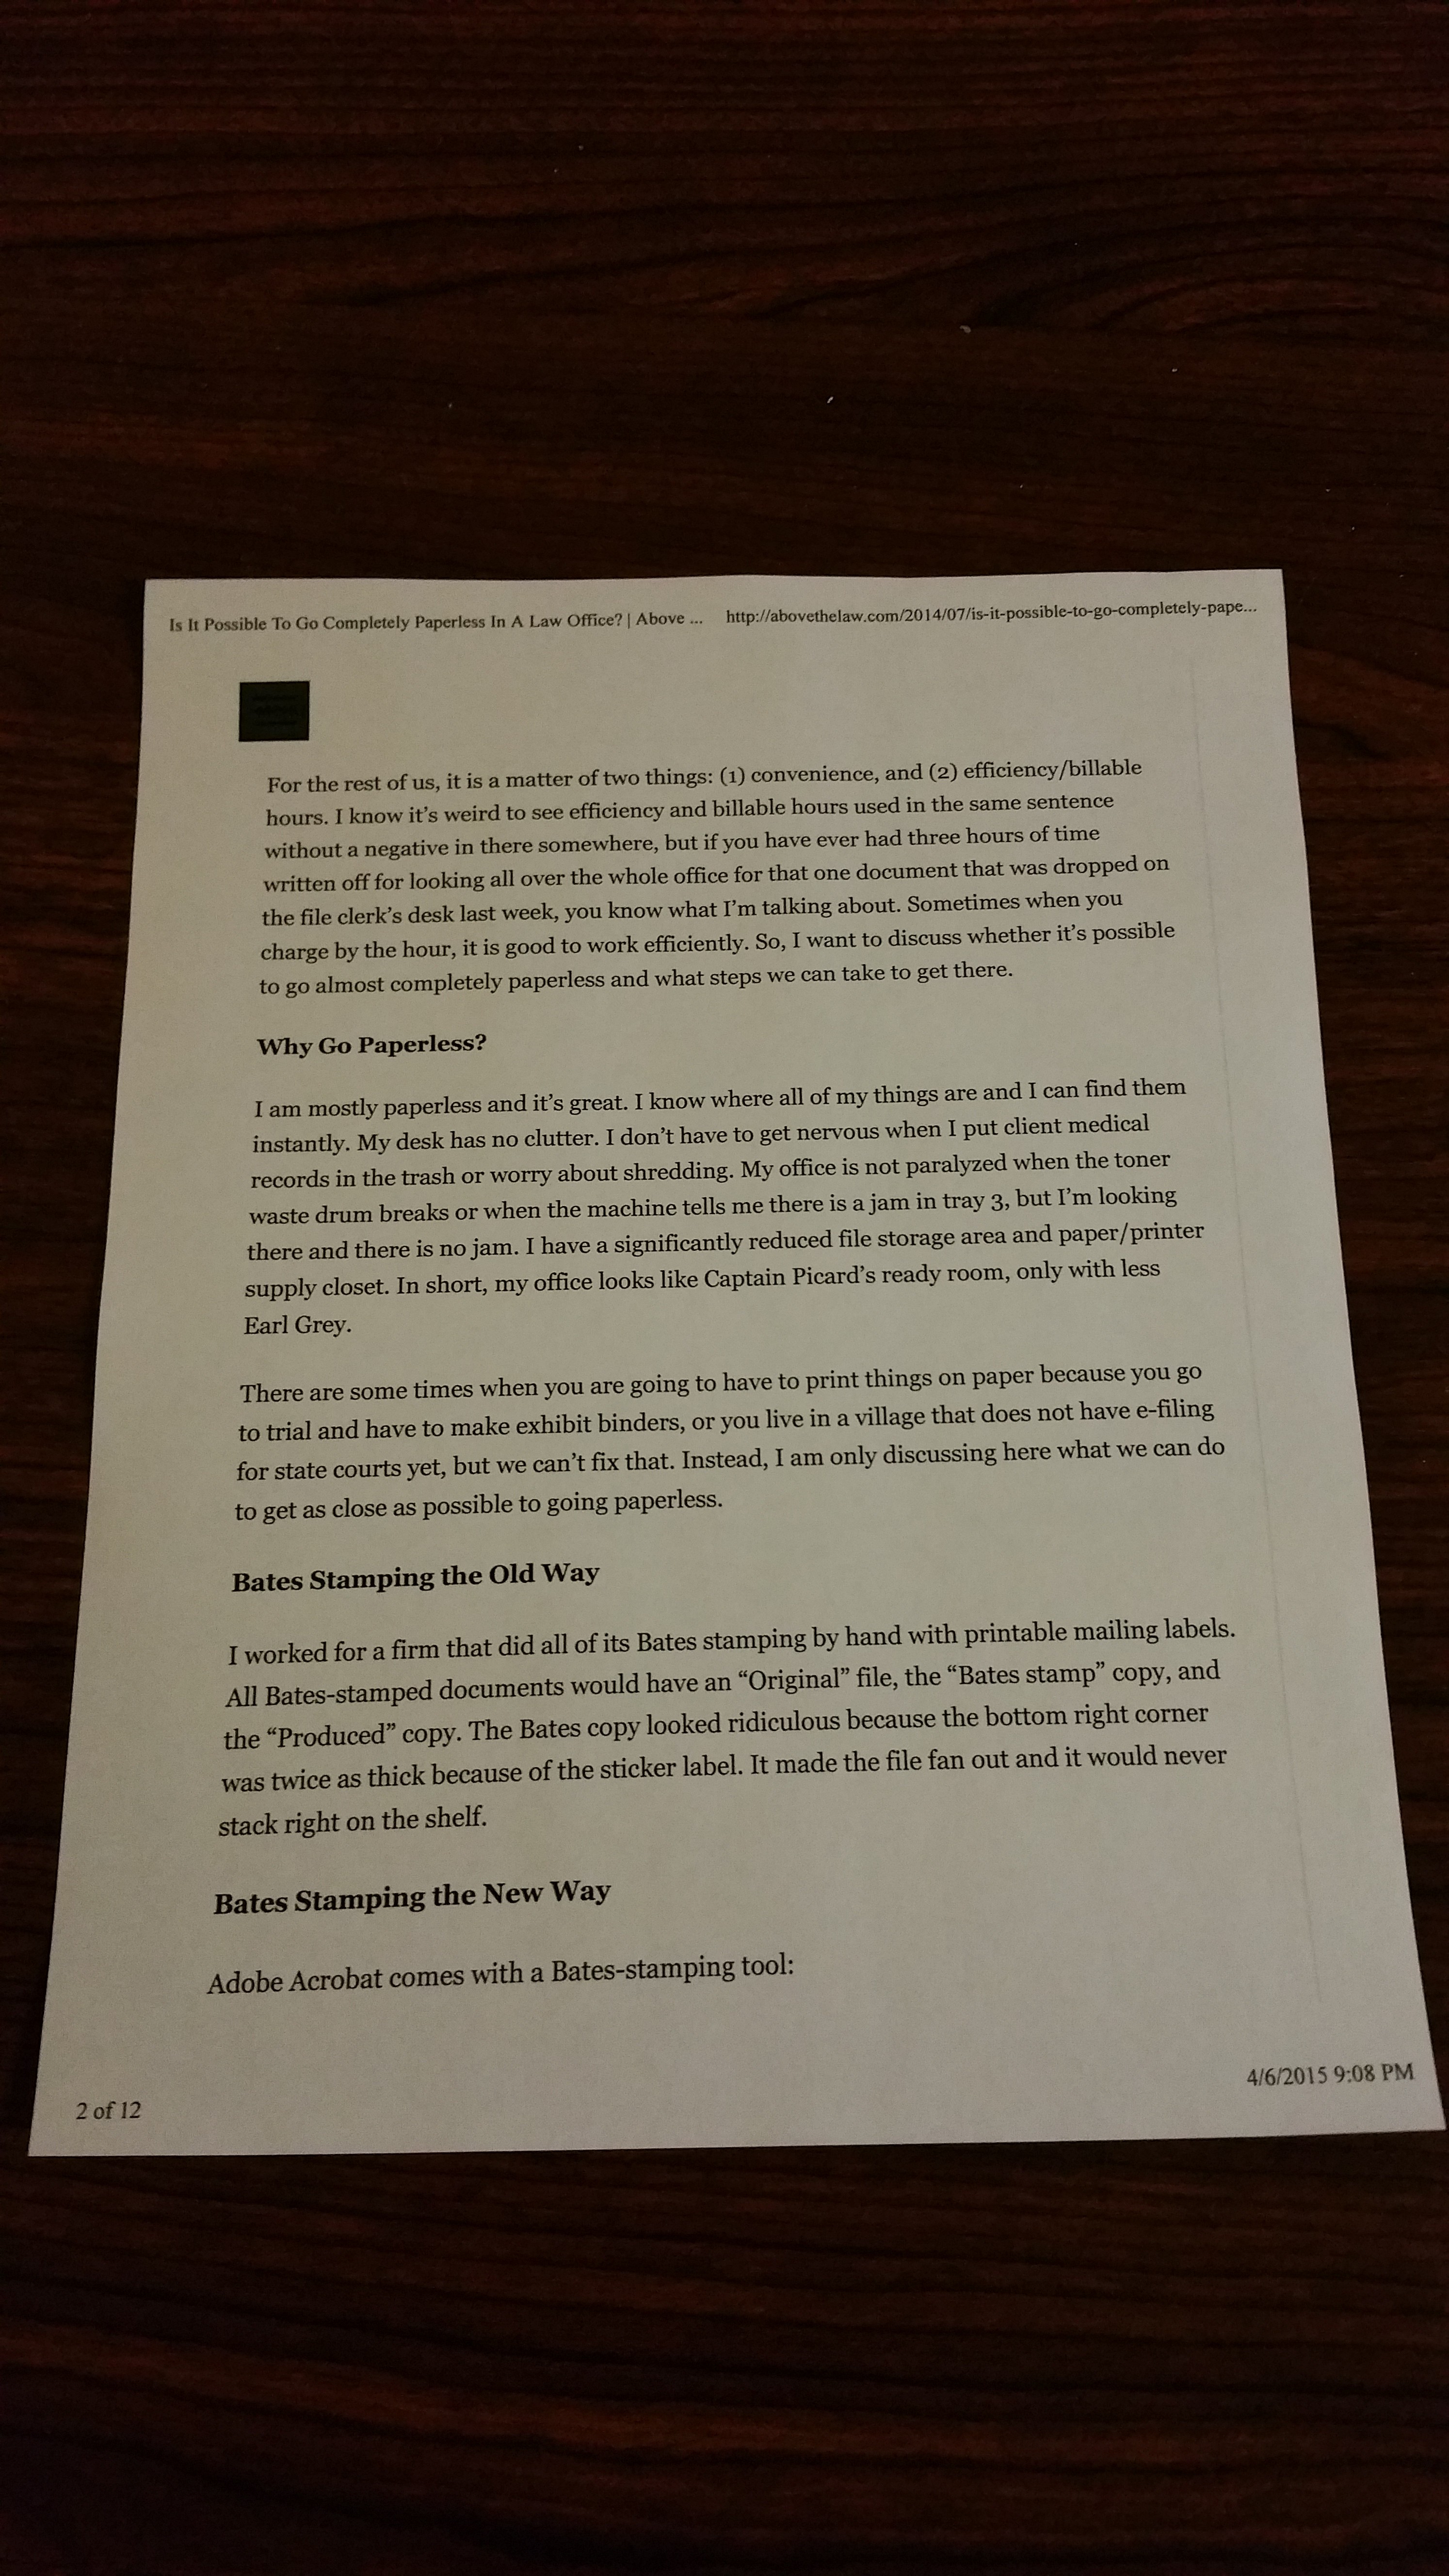 Is It Possible To Go Completely Paperless In A Law Office? | Above ... http://abovethelaw.com/2014/07/is-it-possible-to-go-completely-pape...
For the rest of us, it is a matter of two things: (1) convenience, and (2) efficiency/billable
hours. I know it’s weird to see efficiency and billable hours used in the same sentence
without a negative in there somewhere, but if you have ever had three hours of time
written off for looking all over the whole office for that one document that was dropped on
the file clerk’s desk last week, you know what I’m talking about. Sometimes when you
charge by the hour, it is good to work efficiently. So, I want to discuss whether it’s possible
to go almost completely paperless and what steps we can take to get there.
Why Go Paperless?
I am mostly paperless and it’s great. I know where all of my things are and I can find them
instantly. My desk has no clutter. I don’t have to get nervous when I put client medical
records in the trash or worry about shredding. My office is not paralyzed when the toner
waste drum breaks or when the machine tells me there is a jam in tray 3, but I’m looking
there and there is no jam. I have a significantly reduced file storage area and paper/printer
supply closet. In short, my office looks like Captain Picard’s ready room, only with less
Earl Grey.
There are some times when you are going to have to print things on paper because you go
to trial and have to make exhibit binders, or you live in a village that does not have e-filing
for state courts yet, but we can’t fix that. Instead, I am only discussing here what we can do
to get as close as possible to going paperless.
Bates Stamping the Old Way
I worked for a firm that did all of its Bates stamping by hand with printable mailing labels.
All Bates-stamped documents would have an “Original” file, the “Bates stamp” copy, and
the “Produced” copy. The Bates copy looked ridiculous because the bottom right corner
was twice as thick because of the sticker label. It made the file fan out and it would never
stack right on the shelf.
Bates Stamping the New Way
Adobe Acrobat comes with a Bates-stamping tool:
2 of 12 4/6/2015 9:08 PM